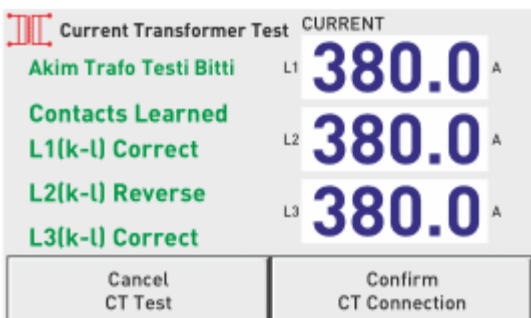 Current Transformer Test
CURRENT
Akim Trafo Testi Bitti
L1 380.0 A
Contacts Learned
L1(k-l) Correct
L2 380.0 A
L2(k-l) Reverse
L3(k-l) Correct
L3 380.0 A
Cancel
CT Test
Confirm
CT Connection